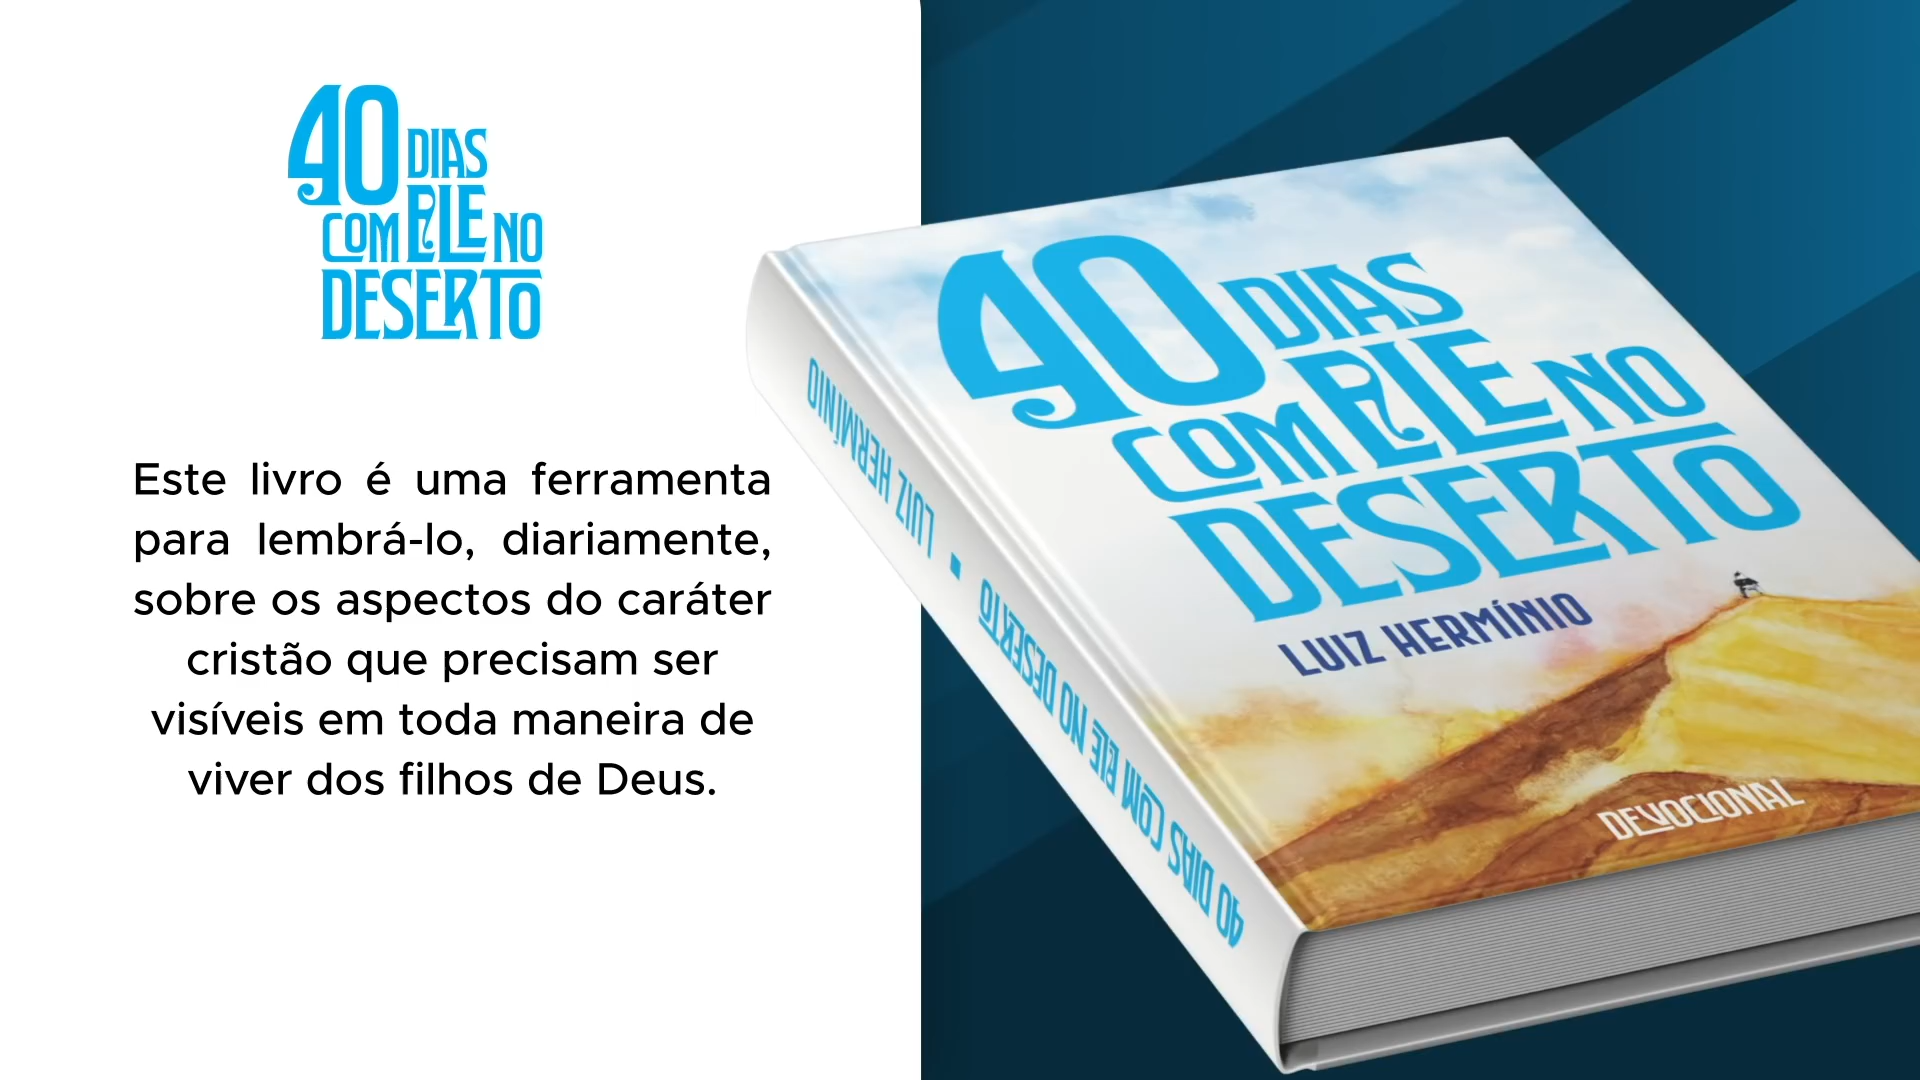 40 DIAS
COM ELE NO
DESERTO
Este livro é uma ferramenta
para lembrá-lo, diariamente,
sobre os aspectos do caráter
cristão que precisam ser
visíveis em toda maneira de
viver dos filhos de Deus.
40 DIAS
COM ELE NO
DESERTO
LUIZ HERMÍNIO
DEVOCIONAL
40 DIAS COM ELE NO DESERTO ▪ LUIZ HERMÍNIO